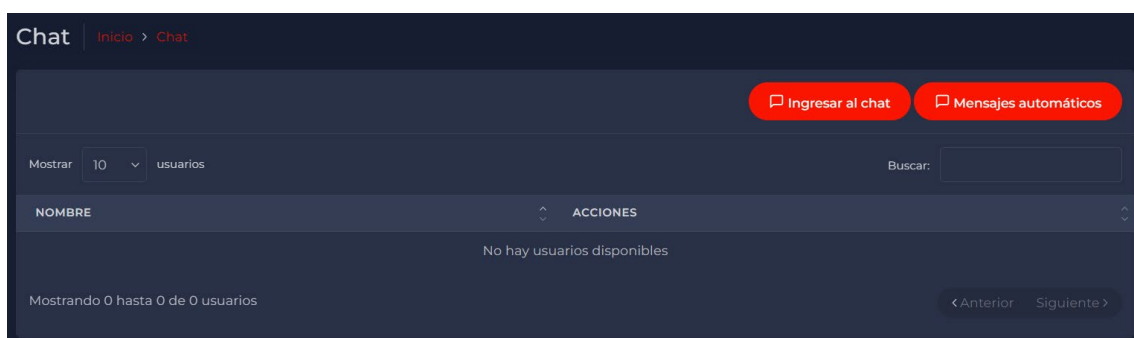 Chat Inicio > Chat
Ingresar al chat Mensajes automáticos
Mostrar 10 usuarios Buscar:
NOMBRE ACCIONES
No hay usuarios disponibles
Mostrando 0 hasta 0 de 0 usuarios ‹Anterior Siguiente›